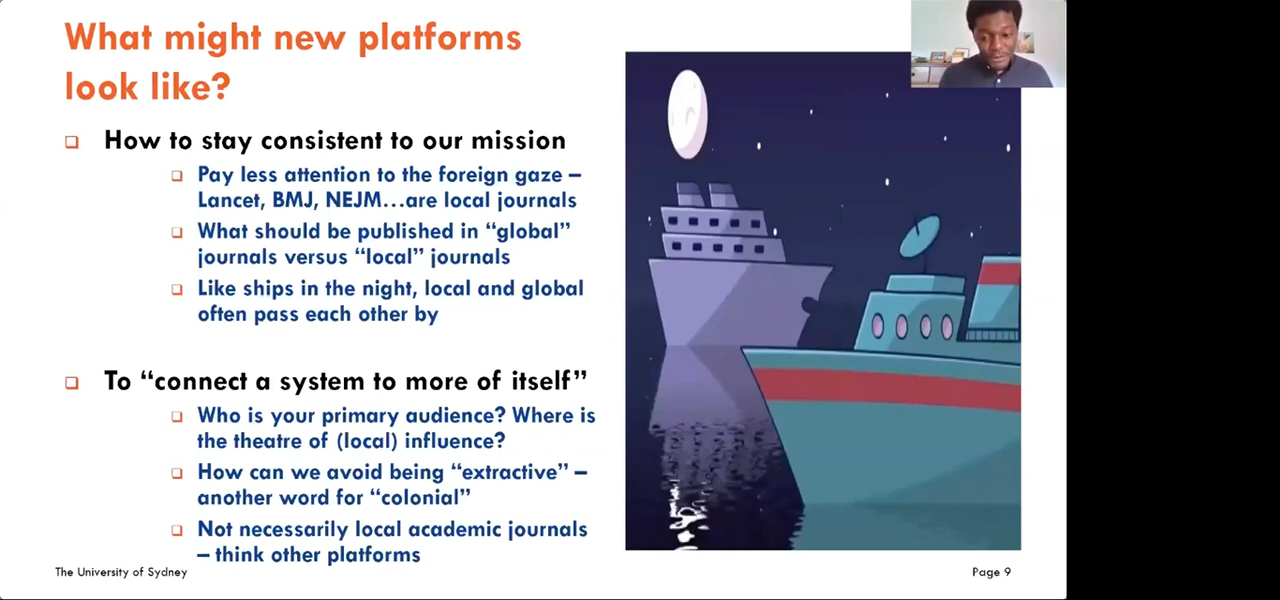 What might new platforms
look like?
❑ How to stay consistent to our mission
❑ Pay less attention to the foreign gaze –
Lancet, BMJ, NEJM…are local journals
❑ What should be published in “global”
journals versus “local” journals
❑ Like ships in the night, local and global
often pass each other by
❑ To “connect a system to more of itself”
❑ Who is your primary audience? Where is
the theatre of (local) influence?
❑ How can we avoid being “extractive” –
another word for “colonial”
❑ Not necessarily local academic journals
– think other platforms
The University of Sydney
Page 9